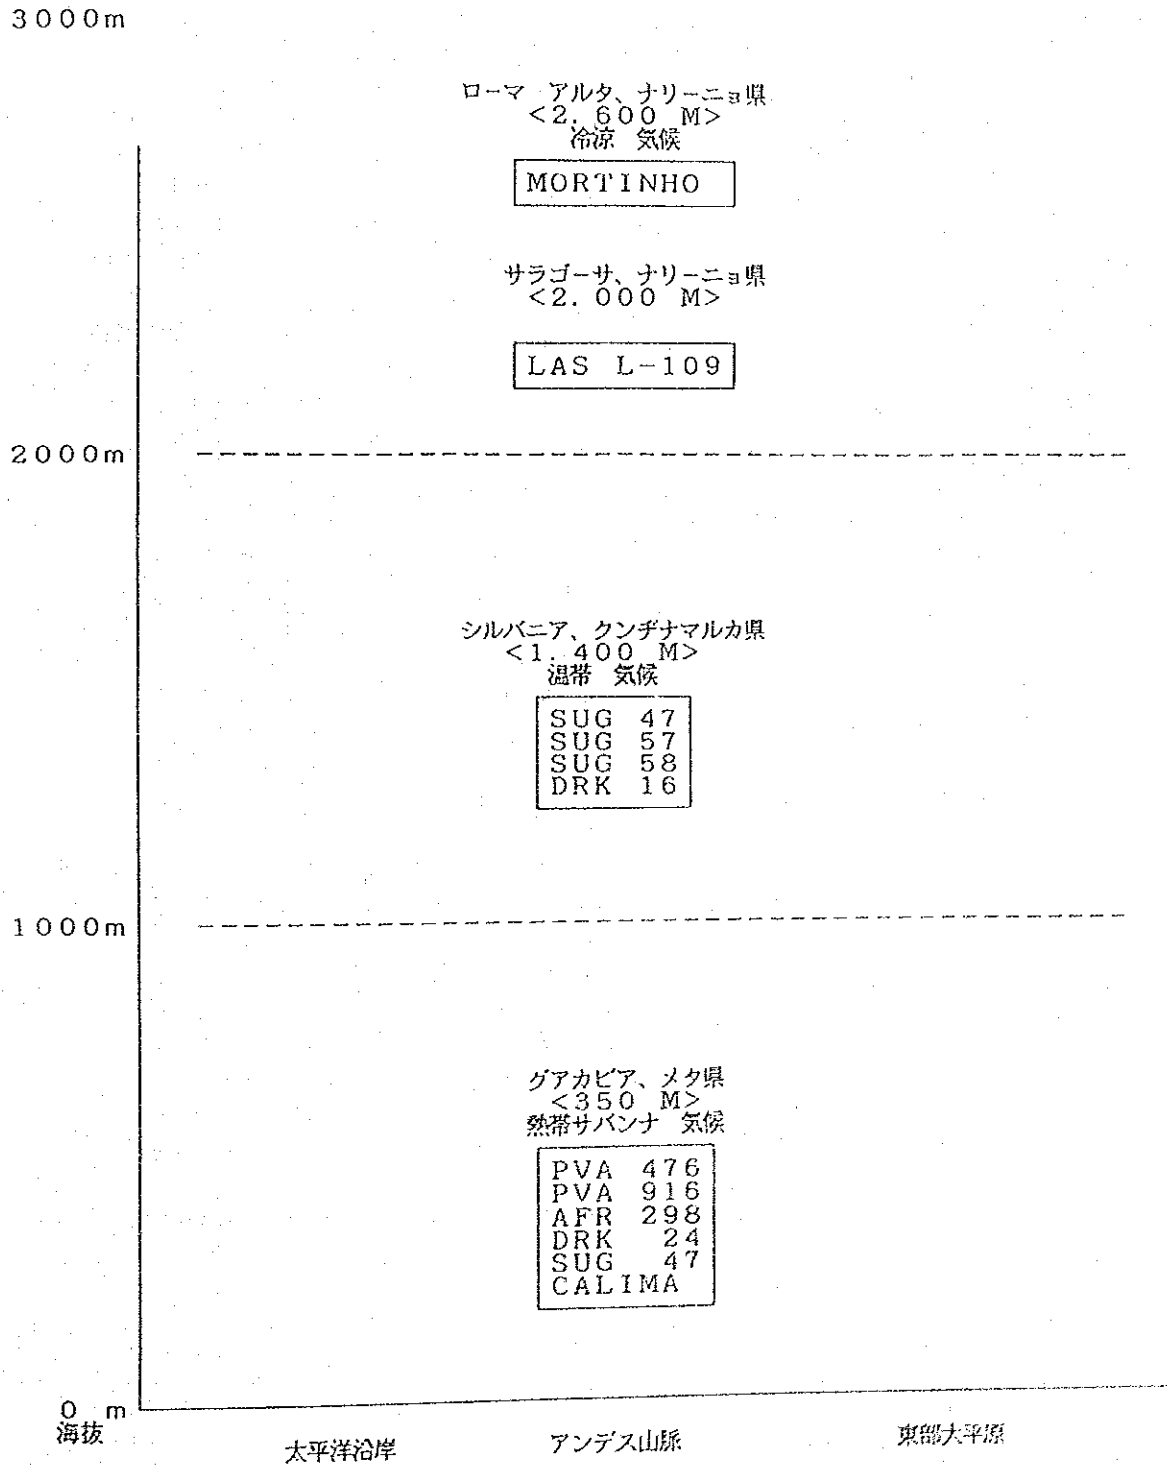 3000m
ローマ アルタ、ナリーニョ県
<2.600 M>
冷涼 気候
MORTINHO
サラゴーサ、ナリーニョ県
<2.000 M>
LAS L-109
2000m
シルバニア、クンヂナマルカ県
<1.400 M>
温帯 気候
SUG 47
SUG 57
SUG 58
DRK 16
1000m
グアカビア、メタ県
<350 M>
熱帯サバンナ 気候
PVA 476
PVA 916
AFR 298
DRK 24
SUG 47
CALIMA
0 m
海抜
太平洋沿岸
アンデス山脈
東部大平原